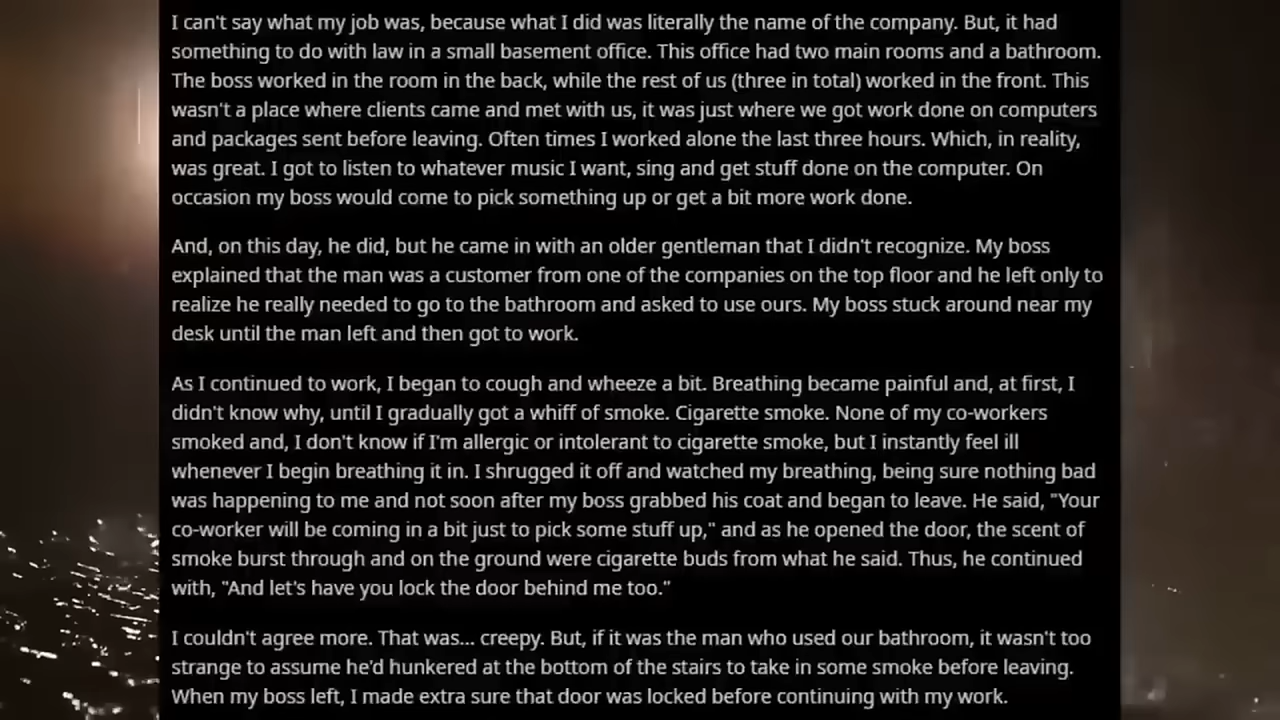 I can't say what my job was, because what I did was literally the name of the company. But, it had
something to do with law in a small basement office. This office had two main rooms and a bathroom.
The boss worked in the room in the back, while the rest of us (three in total) worked in the front. This
wasn't a place where clients came and met with us, it was just where we got work done on computers
and packages sent before leaving. Often times I worked alone the last three hours. Which, in reality,
was great. I got to listen to whatever music I want, sing and get stuff done on the computer. On
occasion my boss would come to pick something up or get a bit more work done.
And, on this day, he did, but he came in with an older gentleman that I didn't recognize. My boss
explained that the man was a customer from one of the companies on the top floor and he left only to
realize he really needed to go to the bathroom and asked to use ours. My boss stuck around near my
desk until the man left and then got to work.
As I continued to work, I began to cough and wheeze a bit. Breathing became painful and, at first, I
didn't know why, until I gradually got a whiff of smoke. Cigarette smoke. None of my co-workers
smoked and, I don't know if I'm allergic or intolerant to cigarette smoke, but I instantly feel ill
whenever I begin breathing it in. I shrugged it off and watched my breathing, being sure nothing bad
was happening to me and not soon after my boss grabbed his coat and began to leave. He said, "Your
co-worker will be coming in a bit just to pick some stuff up," and as he opened the door, the scent of
smoke burst through and on the ground were cigarette buds from what he said. Thus, he continued
with, "And let's have you lock the door behind me too."
I couldn't agree more. That was... creepy. But, if it was the man who used our bathroom, it wasn't too
strange to assume he'd hunkered at the bottom of the stairs to take in some smoke before leaving.
When my boss left, I made extra sure that door was locked before continuing with my work.